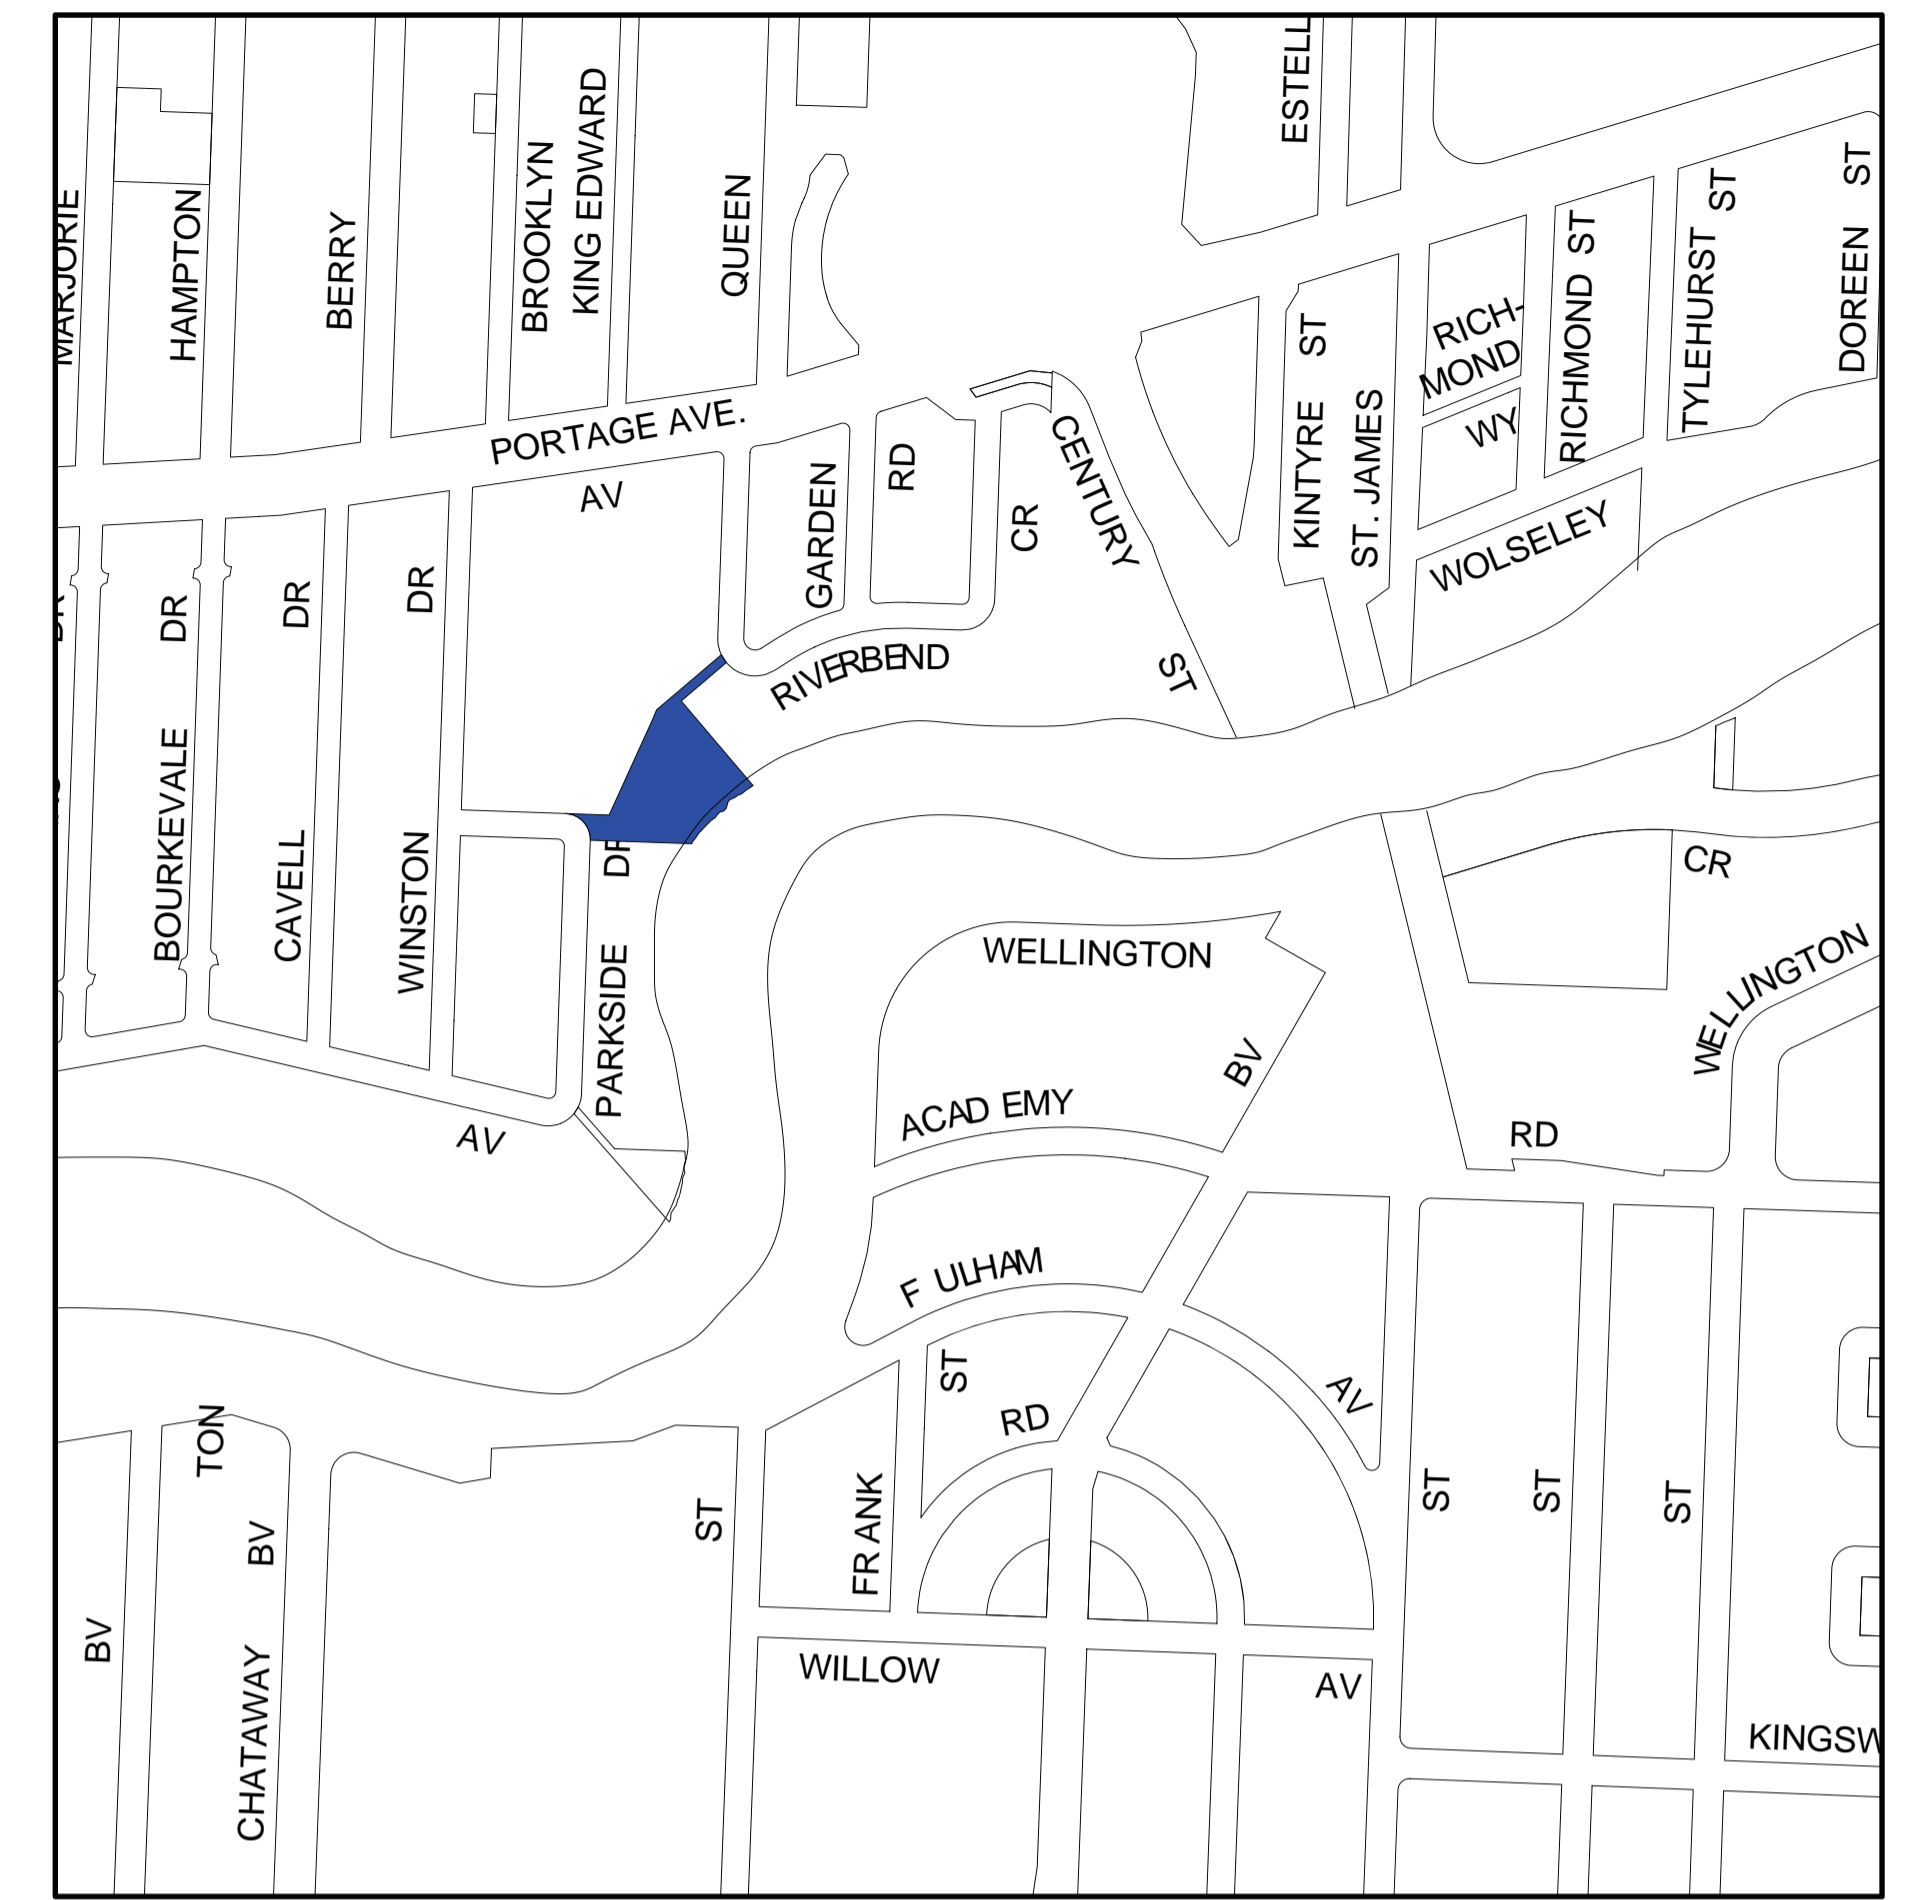 ESTELL
MARJORIE
HAMPTON
BERRY
BROOKLYN
KING EDWARD
QUEEN
KINTYRE ST
ST. JAMES
RICH-
MOND
WY
RICHMOND ST
TYLEHURST ST
DOREEN ST
PORTAGE AVE.
AV
GARDEN
RD
CR
CENTURY
ST
WOLSELEY
DR
BOURKEVALE DR
CAVELL DR
WINSTON DR
RIVERBEND
PARKSIDE DR
WELLINGTON
BV
CR
WELLINGTON
AV
ACADEMY
RD
FULHAM
ST
RD
AV
TON
BV
CHATAWAY BV
ST
FRANK
ST
ST
ST
WILLOW
AV
KINGSW